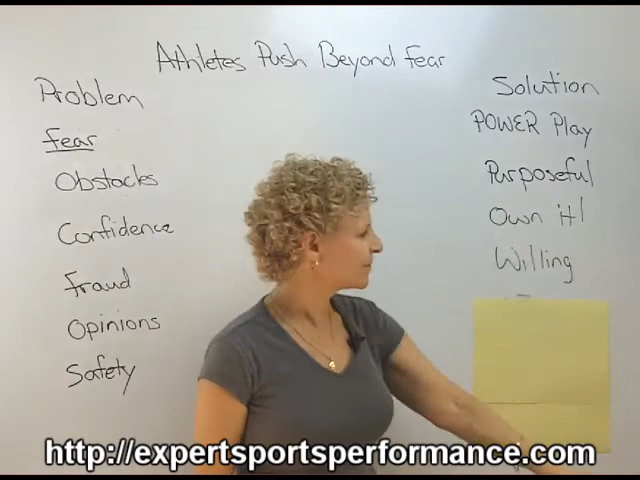 Athletes Push Beyond Fear
Problem
fear
Obstacks
Confidence
Fraud
Opinions
Safety
Solution
POWER Play
Purposeful
Own it!
Willing
http://expertsportsperformance.com